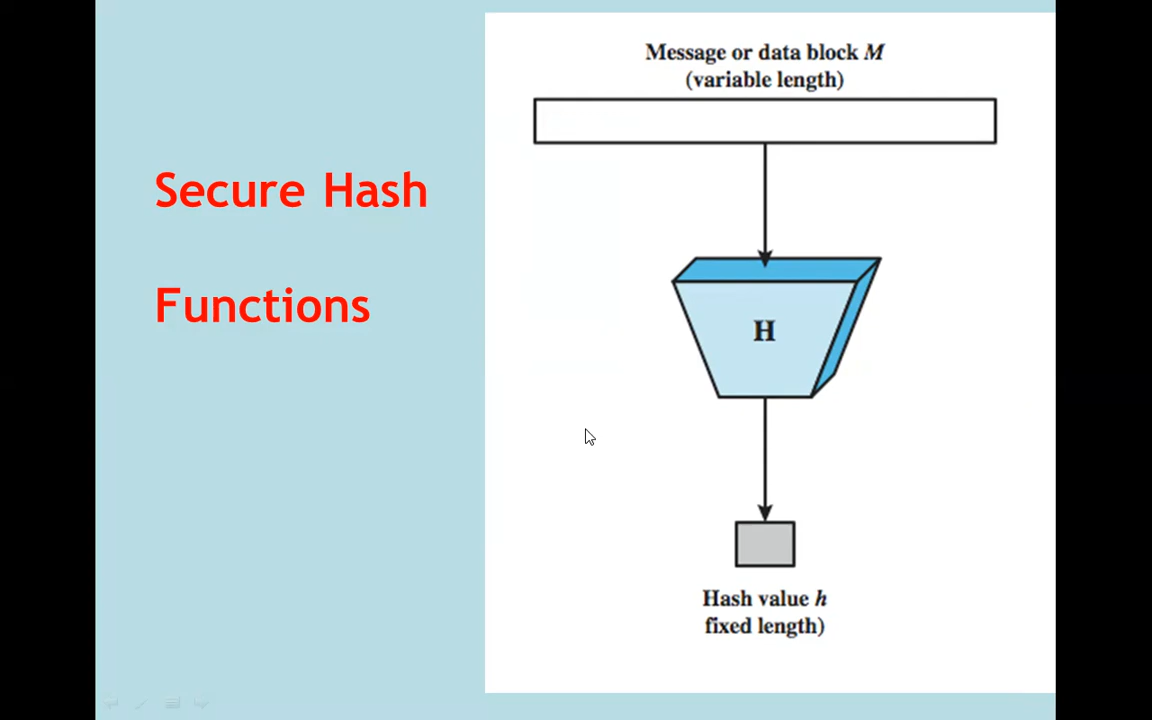 Secure Hash
Functions
Message or data block M
(variable length)
H
Hash value h
fixed length)